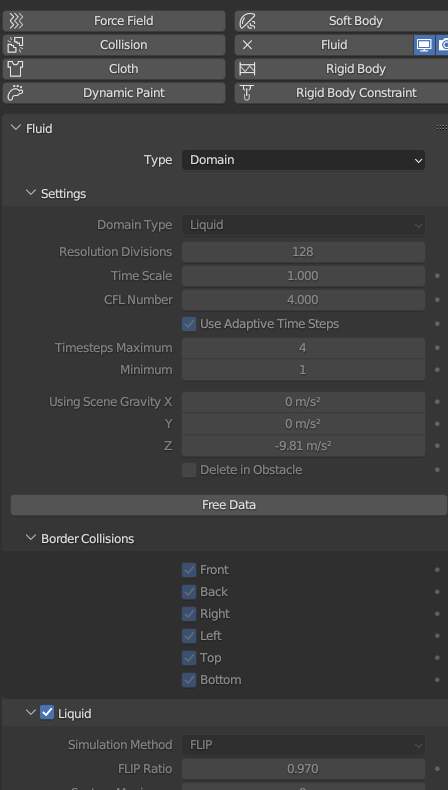 Force Field Soft Body
Collision Fluid
Cloth Rigid Body
Dynamic Paint Rigid Body Constraint
Fluid
Type Domain
Settings
Domain Type Liquid
Resolution Divisions 128
Time Scale 1.000
CFL Number 4.000
Use Adaptive Time Steps
Timesteps Maximum 4
Minimum 1
Using Scene Gravity X 0 m/s²
Y 0 m/s²
Z -9.81 m/s²
Delete in Obstacle
Free Data
Border Collisions
Front
Back
Right
Left
Top
Bottom
Liquid
Simulation Method FLIP
FLIP Ratio 0.970